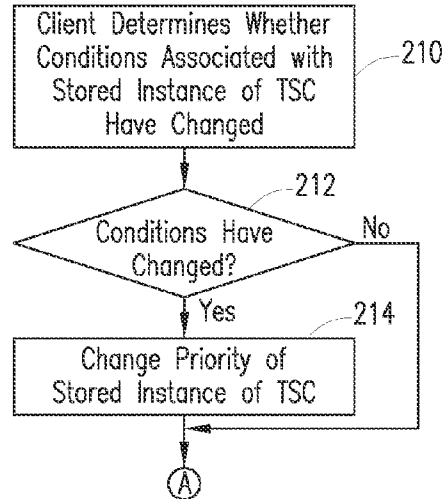 Client Determines Whether
Conditions Associated with
Stored Instance of TSC
Have Changed
210
212
Conditions Have
Changed?
No
Yes
214
Change Priority of
Stored Instance of TSC
A